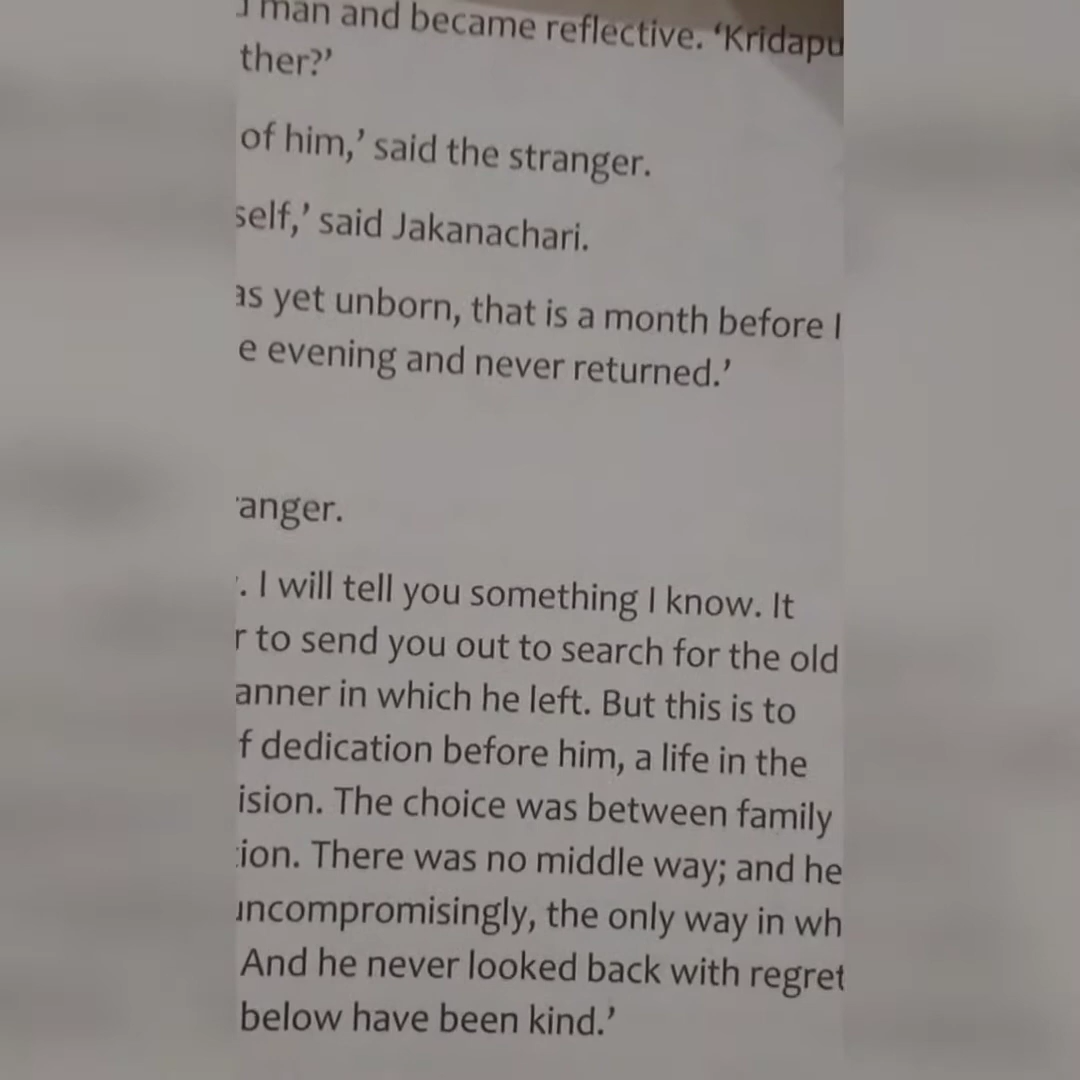 man and became reflective. ‘Kridapu
ther?’
of him,’ said the stranger.
self,’ said Jakanachari.
as yet unborn, that is a month before I
e evening and never returned.’
anger.
. I will tell you something I know. It
r to send you out to search for the old
anner in which he left. But this is to
f dedication before him, a life in the
ision. The choice was between family
ion. There was no middle way; and he
uncompromisingly, the only way in wh
And he never looked back with regret
below have been kind.’